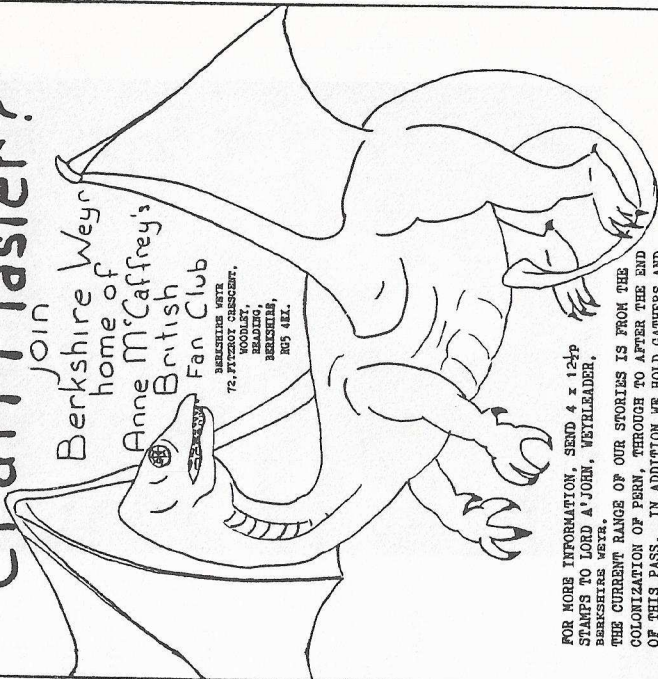 join
Berkshire Weyr
home of
Anne McCaffrey's
British
Fan Club
BERKSHIRE WEYR
72, FITZROY CRESCENT,
WOODLEY,
READING,
BERKSHIRE,
RG5 4EX.
FOR MORE INFORMATION, SEND 4 x 12½P
STAMPS TO LORD A'JOHN, WEYRLEADER,
BERKSHIRE WEYR.
THE CURRENT RANGE OF OUR STORIES IS FROM THE
COLONIZATION OF PERN, THROUGH TO AFTER THE END
OF THIS PASS. IN ADDITION WE HOLD GATHERS AND